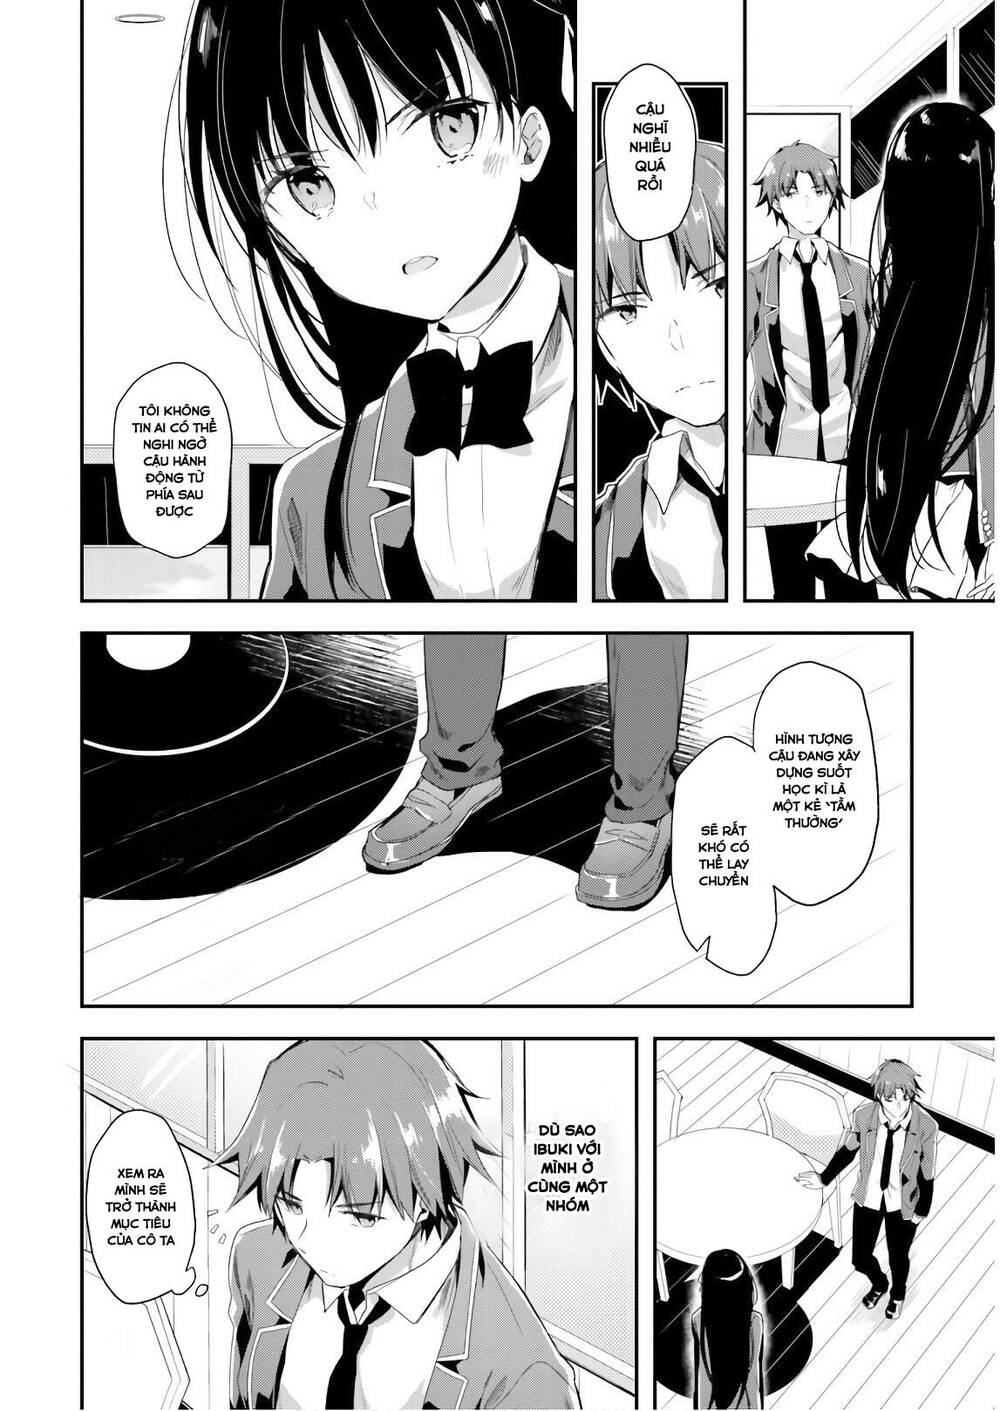 CẬU
NGHĨ
NHIỀU
QUÁ
RỒI
TÔI KHÔNG
TIN AI CÓ THỂ
NGHI NGỜ
CẬU HÀNH
ĐỘNG TỪ
PHÍA SAU
ĐƯỢC
HÌNH TƯỢNG
CẬU ĐANG XÂY
DỰNG SUỐT
HỌC KÌ LÀ
MỘT KẺ 'TẦM
THƯỜNG'
SẼ RẤT
KHÓ CÓ
THỂ LAY
CHUYỂN
DÙ SAO
IBUKI VỚI
MÌNH Ở
CÙNG MỘT
NHÓM
XEM RA
MÌNH SẼ
TRỞ THÀNH
MỤC TIÊU
CỦA CÔ TA